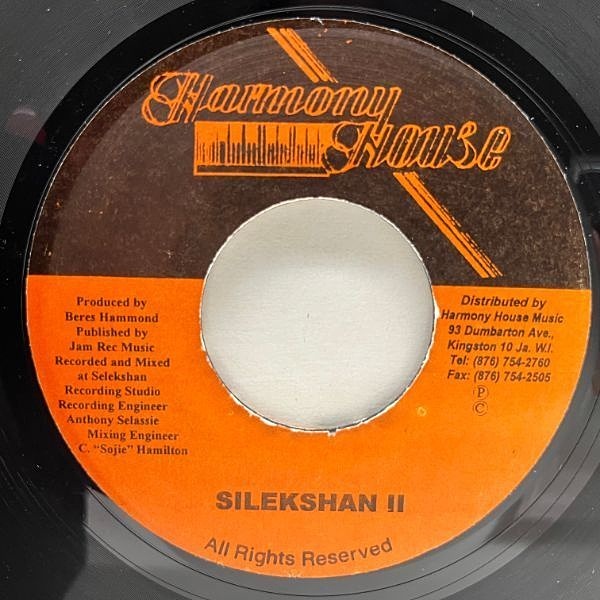 Harmony
House
Produced by
Beres Hammond
Published by
Jam Rec Music
Recorded and Mixed
at Selekshan
Recording Studio
Recording Engineer
Anthony Selassie
Mixing Engineer
C. "Sojie" Hamilton
Distributed by
Harmony House Music
93 Dumbarton Ave.,
Kingston 10 Ja. W.I.
Tel: (876) 754-2760
Fax: (876) 754-2505
Ⓟ
Ⓒ
SILEKSHAN II
All Rights Reserved